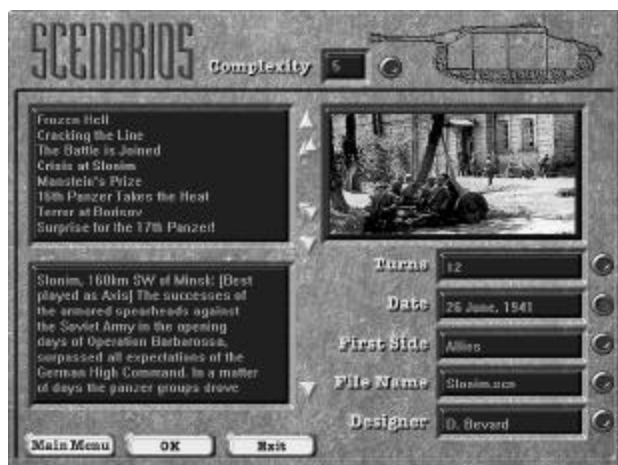 SCENARIOS
Complexity 5
Frozen Hell
Cracking the Line
The Battle is Joined
Crisis at Slonim
Manstein's Prize
16th Panzer Takes the Heat
Terror at
Surprise for the 17th Panzer!
Turns 12
Date 26 June, 1941
First Side Allies
File Name Slonim.scn
Designer D. Bevard
Slonim, 160km SW of Minsk: [Best
played as Axis] The successes of
the armored spearheads against
the Soviet Army in the opening
days of Operation Barbarossa,
surpassed all expectations of the
German High Command. In a matter
of days the panzer groups drove
Main Menu OK Exit